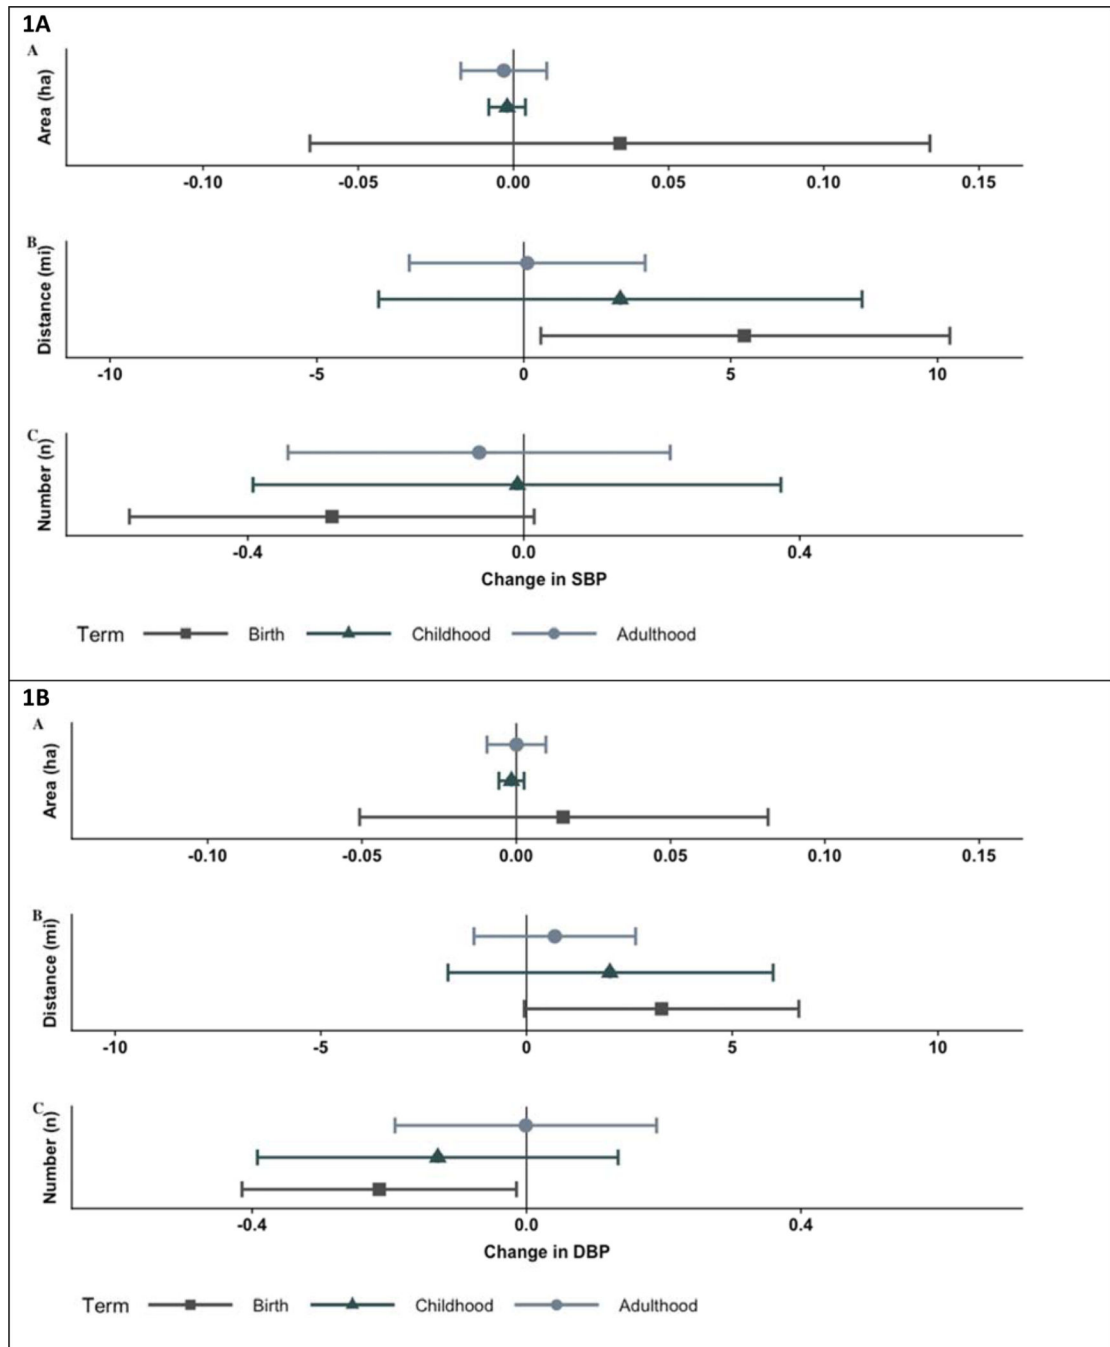 1A
A
Area (ha)
-0.10 -0.05 0.00 0.05 0.10 0.15
B
Distance (mi)
-10 -5 0 5 10
C
Number (n)
-0.4 0.0 0.4
Change in SBP
Term Birth Childhood Adulthood
1B
A
Area (ha)
-0.10 -0.05 0.00 0.05 0.10 0.15
B
Distance (mi)
-10 -5 0 5 10
C
Number (n)
-0.4 0.0 0.4
Change in DBP
Term Birth Childhood Adulthood